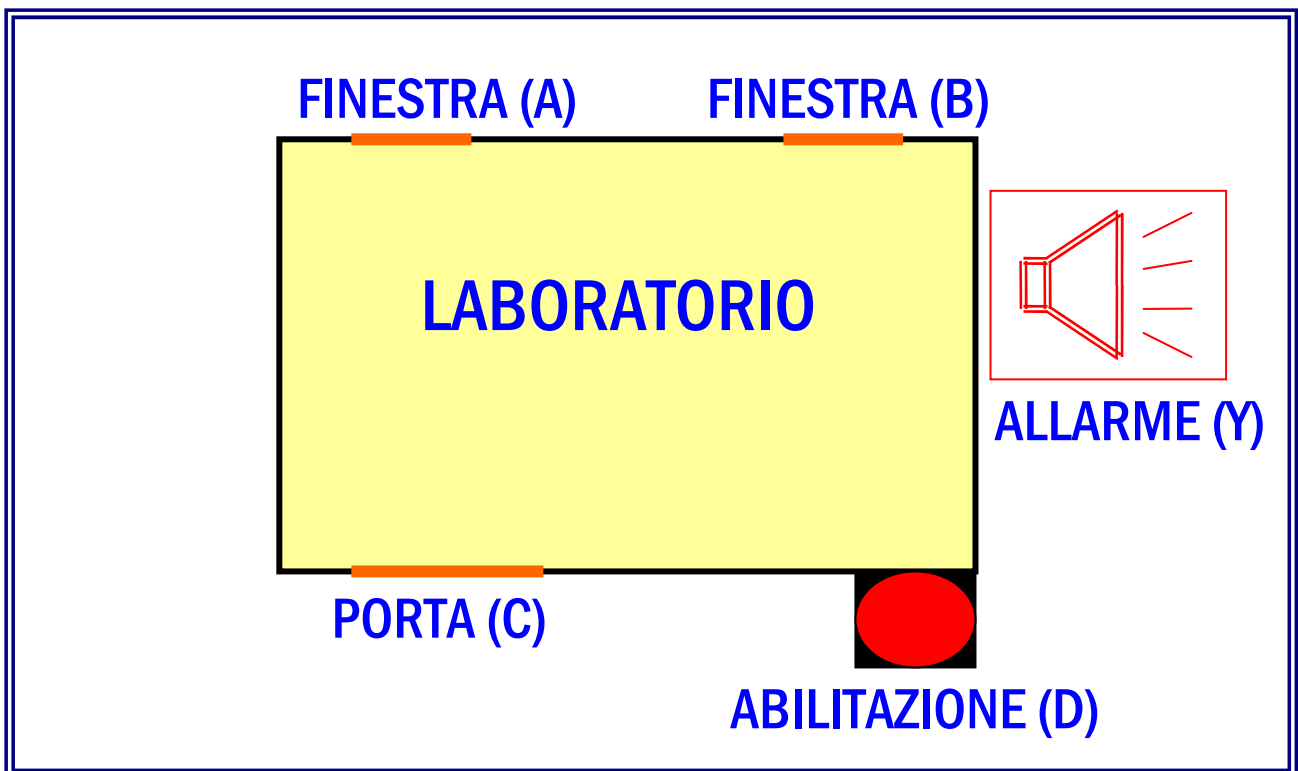 FINESTRA (A)
FINESTRA (B)
LABORATORIO
ALLARME (Y)
PORTA (C)
ABILITAZIONE (D)